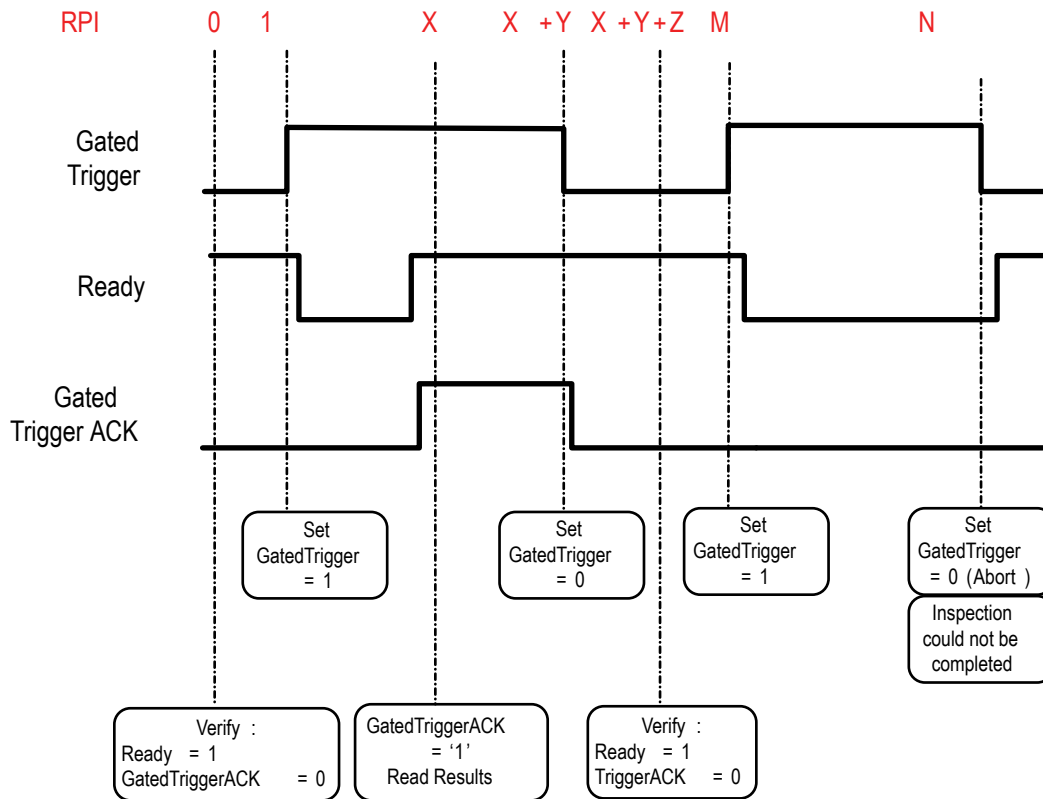 RPI 0 1 X X +Y X +Y+Z M N
Gated
Trigger
Ready
Gated
Trigger ACK
Set
GatedTrigger
= 1
Set
GatedTrigger
= 0
Set
GatedTrigger
= 1
Set
GatedTrigger
= 0 (Abort )
Inspection
could not be
completed
Verify :
Ready = 1
GatedTriggerACK = 0
GatedTriggerACK
= ‘1’
Read Results
Verify :
Ready = 1
TriggerACK = 0